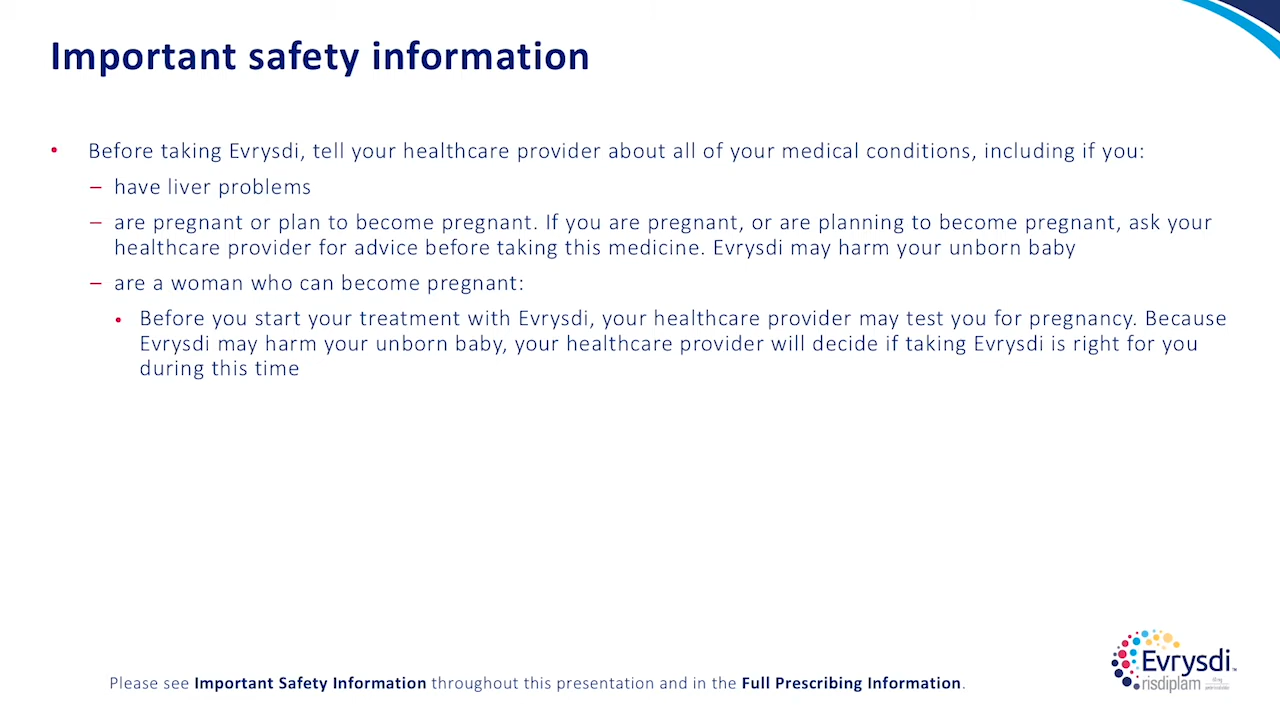 Important safety information
• Before taking Evrysdi, tell your healthcare provider about all of your medical conditions, including if you:
– have liver problems
– are pregnant or plan to become pregnant. If you are pregnant, or are planning to become pregnant, ask your
healthcare provider for advice before taking this medicine. Evrysdi may harm your unborn baby
– are a woman who can become pregnant:
• Before you start your treatment with Evrysdi, your healthcare provider may test you for pregnancy. Because
Evrysdi may harm your unborn baby, your healthcare provider will decide if taking Evrysdi is right for you
during this time
Evrysdi™
risdiplam
Please see Important Safety Information throughout this presentation and in the Full Prescribing Information.